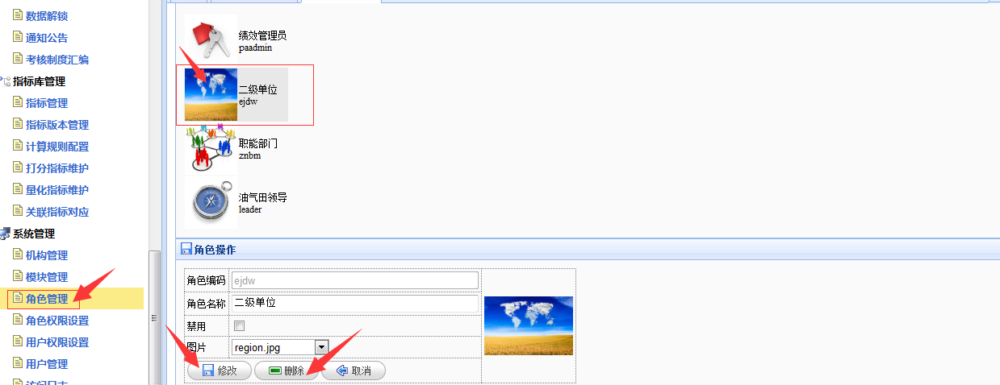 数据解锁
通知公告
考核制度汇编
指标库管理
指标管理
指标版本管理
计算规则配置
打分指标维护
量化指标维护
关联指标对应
系统管理
机构管理
模块管理
角色管理
角色权限设置
用户权限设置
用户管理
访问日志
绩效管理员
paadmin
二级单位
ejdw
职能部门
znbm
油气田领导
leader
角色操作
角色编码 ejdw
角色名称 二级单位
禁用
图片 region.jpg
修改 删除 取消